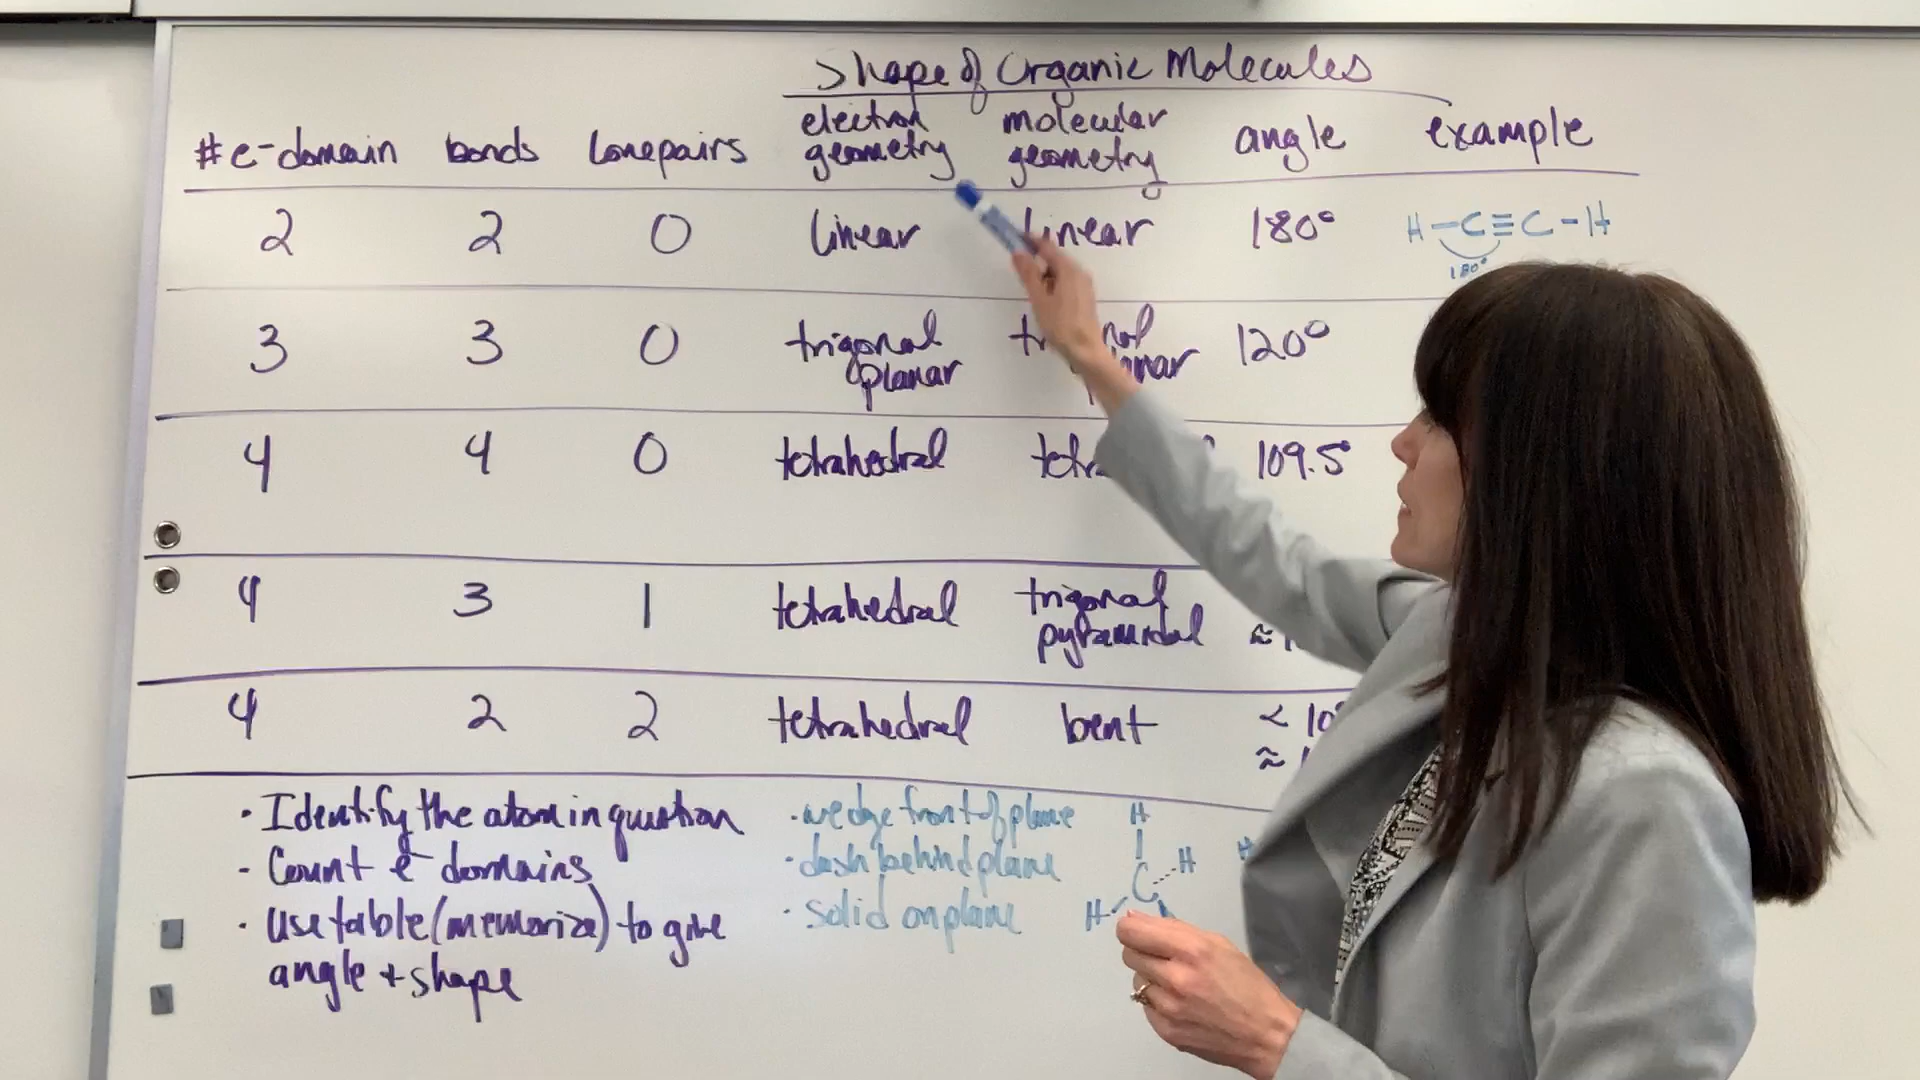 Shape of Organic Molecules
#e-domain bonds lonepairs electron geometry molecular geometry angle example
2 2 0 linear linear 180° H-C≡C-H
180°
3 3 0 trigonal planar planar 120°
4 4 0 tetrahedral 109.5°
4 3 1 tetrahedral trigonal pyramidal ≈
4 2 2 tetrahedral bent < 10
≈
• Identify the atom in question
- Count e⁻ domains
• Use table (memorize) to give
angle + shape
• wedge front of plane
• dash behind plane
• solid on plane
H
C H
H
H